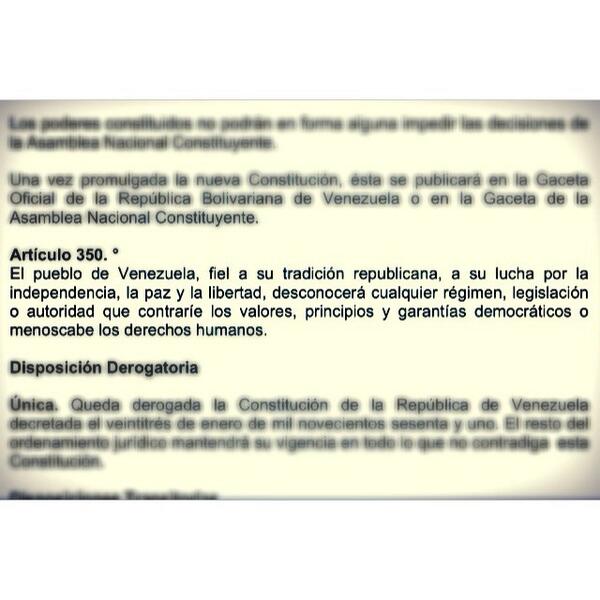 Los poderes constituidos no podrán en forma alguna impedir las decisiones de
la Asamblea Nacional Constituyente.
Una vez promulgada la nueva Constitución, ésta se publicará en la Gaceta
Oficial de la República Bolivariana de Venezuela o en la Gaceta de la
Asamblea Nacional Constituyente.
Artículo 350. °
El pueblo de Venezuela, fiel a su tradición republicana, a su lucha por la
independencia, la paz y la libertad, desconocerá cualquier régimen, legislación
o autoridad que contraríe los valores, principios y garantías democráticos o
menoscabe los derechos humanos.
Disposición Derogatoria
Única. Queda derogada la Constitución de la República de Venezuela
decretada el veintitrés de enero de mil novecientos sesenta y uno. El resto del
ordenamiento jurídico mantendrá su vigencia en todo lo que no contradiga esta
Constitución.